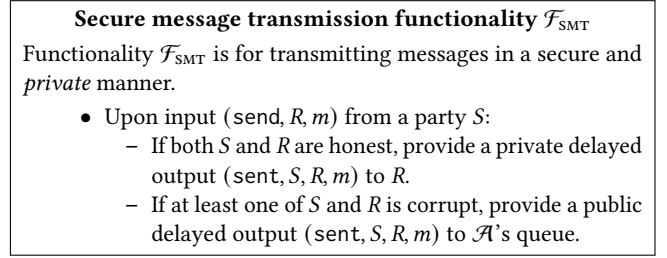 Secure message transmission functionality ℱSMT
Functionality ℱSMT is for transmitting messages in a secure and
private manner.
• Upon input (send, R, m) from a party S:
– If both S and R are honest, provide a private delayed
output (sent, S, R, m) to R.
– If at least one of S and R is corrupt, provide a public
delayed output (sent, S, R, m) to 𝒜's queue.